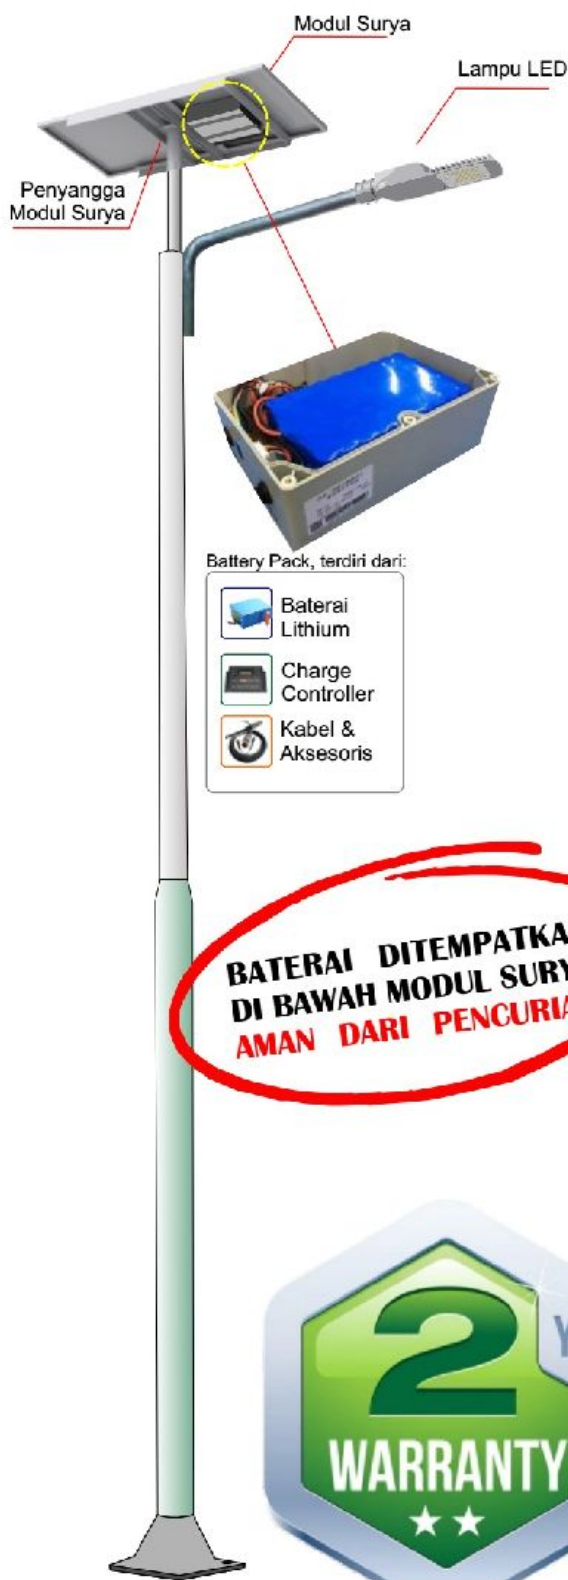 Modul Surya
Lampu LED
Penyangga
Modul Surya
Battery Pack, terdiri dari:
Baterai
Lithium
Charge
Controller
Kabel &
Aksesoris
BATERAI DITEMPATKA
DI BAWAH MODUL SURY
AMAN DARI PENCURIA
2
Y
WARRANTY